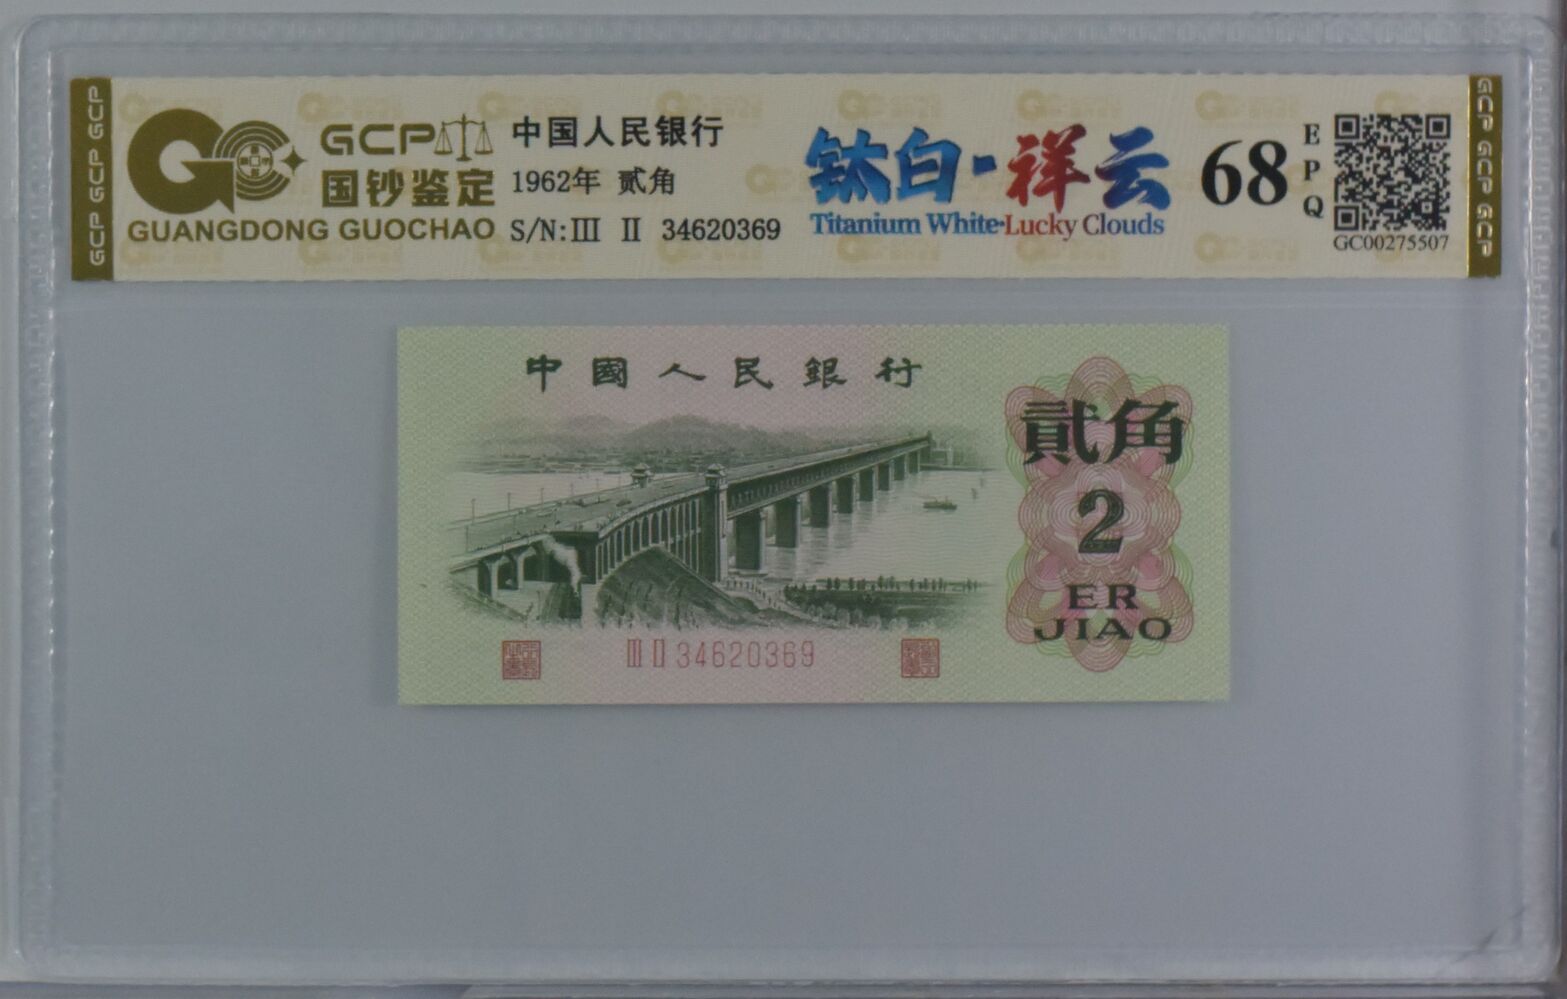 GCP GCP GCP
GCP
国钞鉴定
GUANGDONG GUOCHAO
中国人民银行
1962年 贰角
S/N:Ⅲ Ⅱ 34620369
钛白-祥云
Titanium White-Lucky Clouds
68
EPQ
GC00275507
GCP GCP GCP
中國人民銀行
貳角
2
ER
JIAO
Ⅲ Ⅱ 34620369